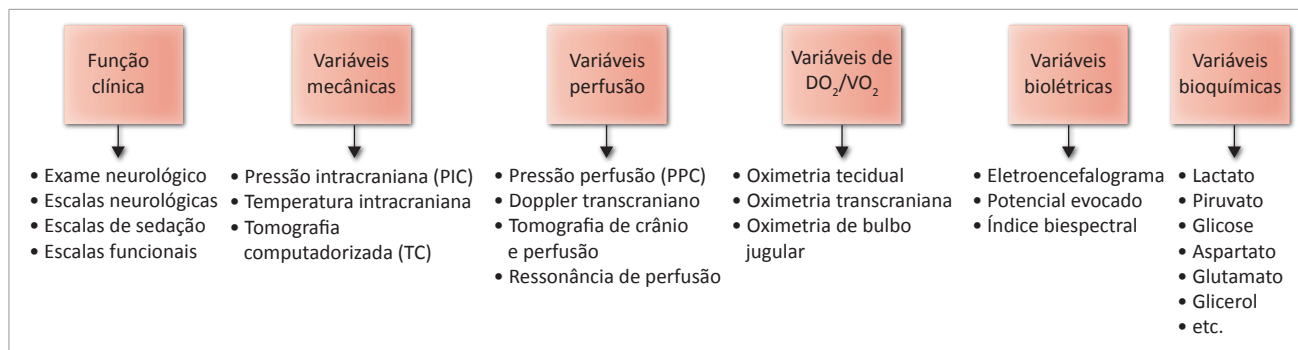 Função
clínica
• Exame neurológico
• Escalas neurológicas
• Escalas de sedação
• Escalas funcionais
Variáveis
mecânicas
• Pressão intracraniana (PIC)
• Temperatura intracraniana
• Tomografia
computadorizada (TC)
Variáveis
perfusão
• Pressão perfusão (PPC)
• Doppler transcraniano
• Tomografia de crânio
e perfusão
• Ressonância de perfusão
Variáveis de
DO₂/VO₂
• Oximetria tecidual
• Oximetria transcraniana
• Oximetria de bulbo
jugular
Variáveis
biolétricas
• Eletroencefalograma
• Potencial evocado
• Índice biespectral
Variáveis
bioquímicas
• Lactato
• Piruvato
• Glicose
• Aspartato
• Glutamato
• Glicerol
• etc.